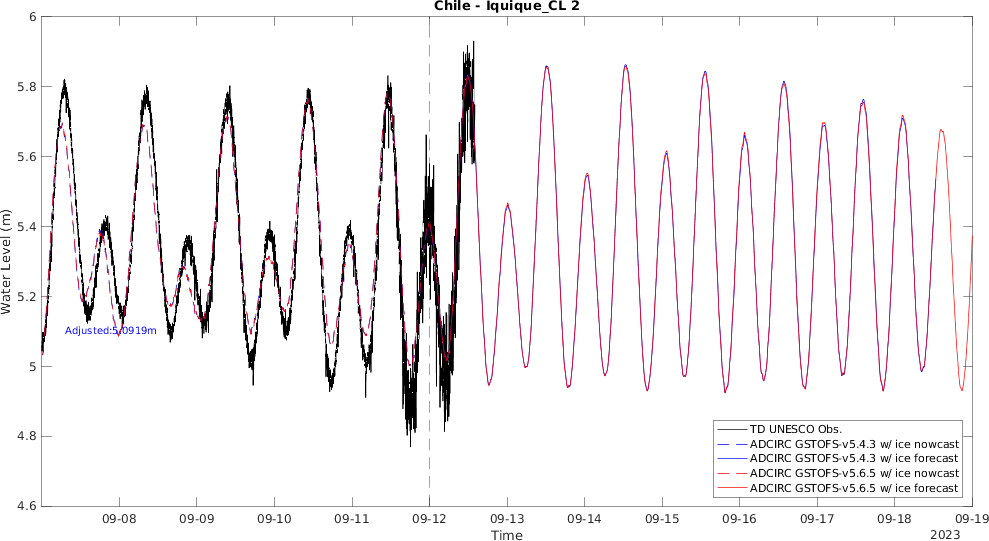 Chile - Iquique_CL 2
Water Level (m)
6
5.8
5.6
5.4
5.2
5
4.8
4.6
Adjusted:5.0919m
TD UNESCO Obs.
ADCIRC GSTOFS-v5.4.3 w/ ice nowcast
ADCIRC GSTOFS-v5.4.3 w/ ice forecast
ADCIRC GSTOFS-v5.6.5 w/ ice nowcast
ADCIRC GSTOFS-v5.6.5 w/ ice forecast
09-08 09-09 09-10 09-11 09-12 09-13 09-14 09-15 09-16 09-17 09-18 09-19
2023
Time